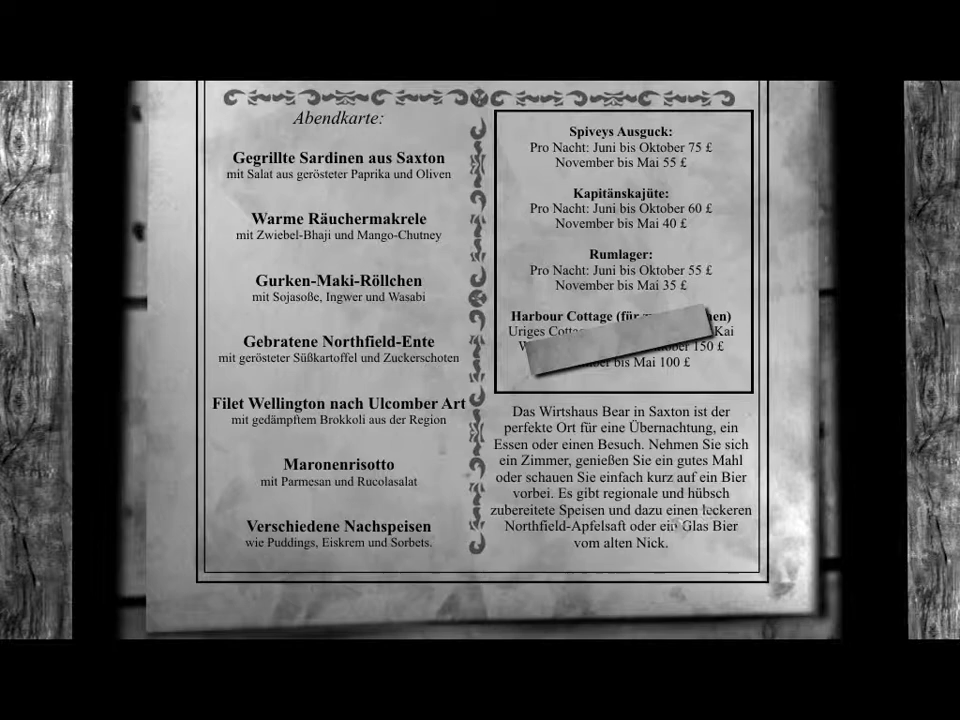 Abendkarte:
Gegrillte Sardinen aus Saxton
mit Salat aus gerösteter Paprika und Oliven
Warme Räuchermakrele
mit Zwiebel-Bhaji und Mango-Chutney
Gurken-Maki-Röllchen
mit Sojasoße, Ingwer und Wasabi
Gebratene Northfield-Ente
mit gerösteter Süßkartoffel und Zuckerschoten
Filet Wellington nach Ulcomber Art
mit gedämpftem Brokkoli aus der Region
Maronenrisotto
mit Parmesan und Rucolasalat
Verschiedene Nachspeisen
wie Puddings, Eiskrem und Sorbets.
Spiveys Ausguck:
Pro Nacht: Juni bis Oktober 75 £
November bis Mai 55 £
Kapitänskajüte:
Pro Nacht: Juni bis Oktober 60 £
November bis Mai 40 £
Rumlager:
Pro Nacht: Juni bis Oktober 55 £
November bis Mai 35 £
Harbour Cottage (für
Uriges Kai
150 £
bis Mai 100 £
Das Wirtshaus Bear in Saxton ist der
perfekte Ort für eine Übernachtung, ein
Essen oder einen Besuch. Nehmen Sie sich
ein Zimmer, genießen Sie ein gutes Mahl
oder schauen Sie einfach kurz auf ein Bier
vorbei. Es gibt regionale und hübsch
zubereitete Speisen und dazu einen leckeren
Northfield-Apfelsaft oder ein Glas Bier
vom alten Nick.